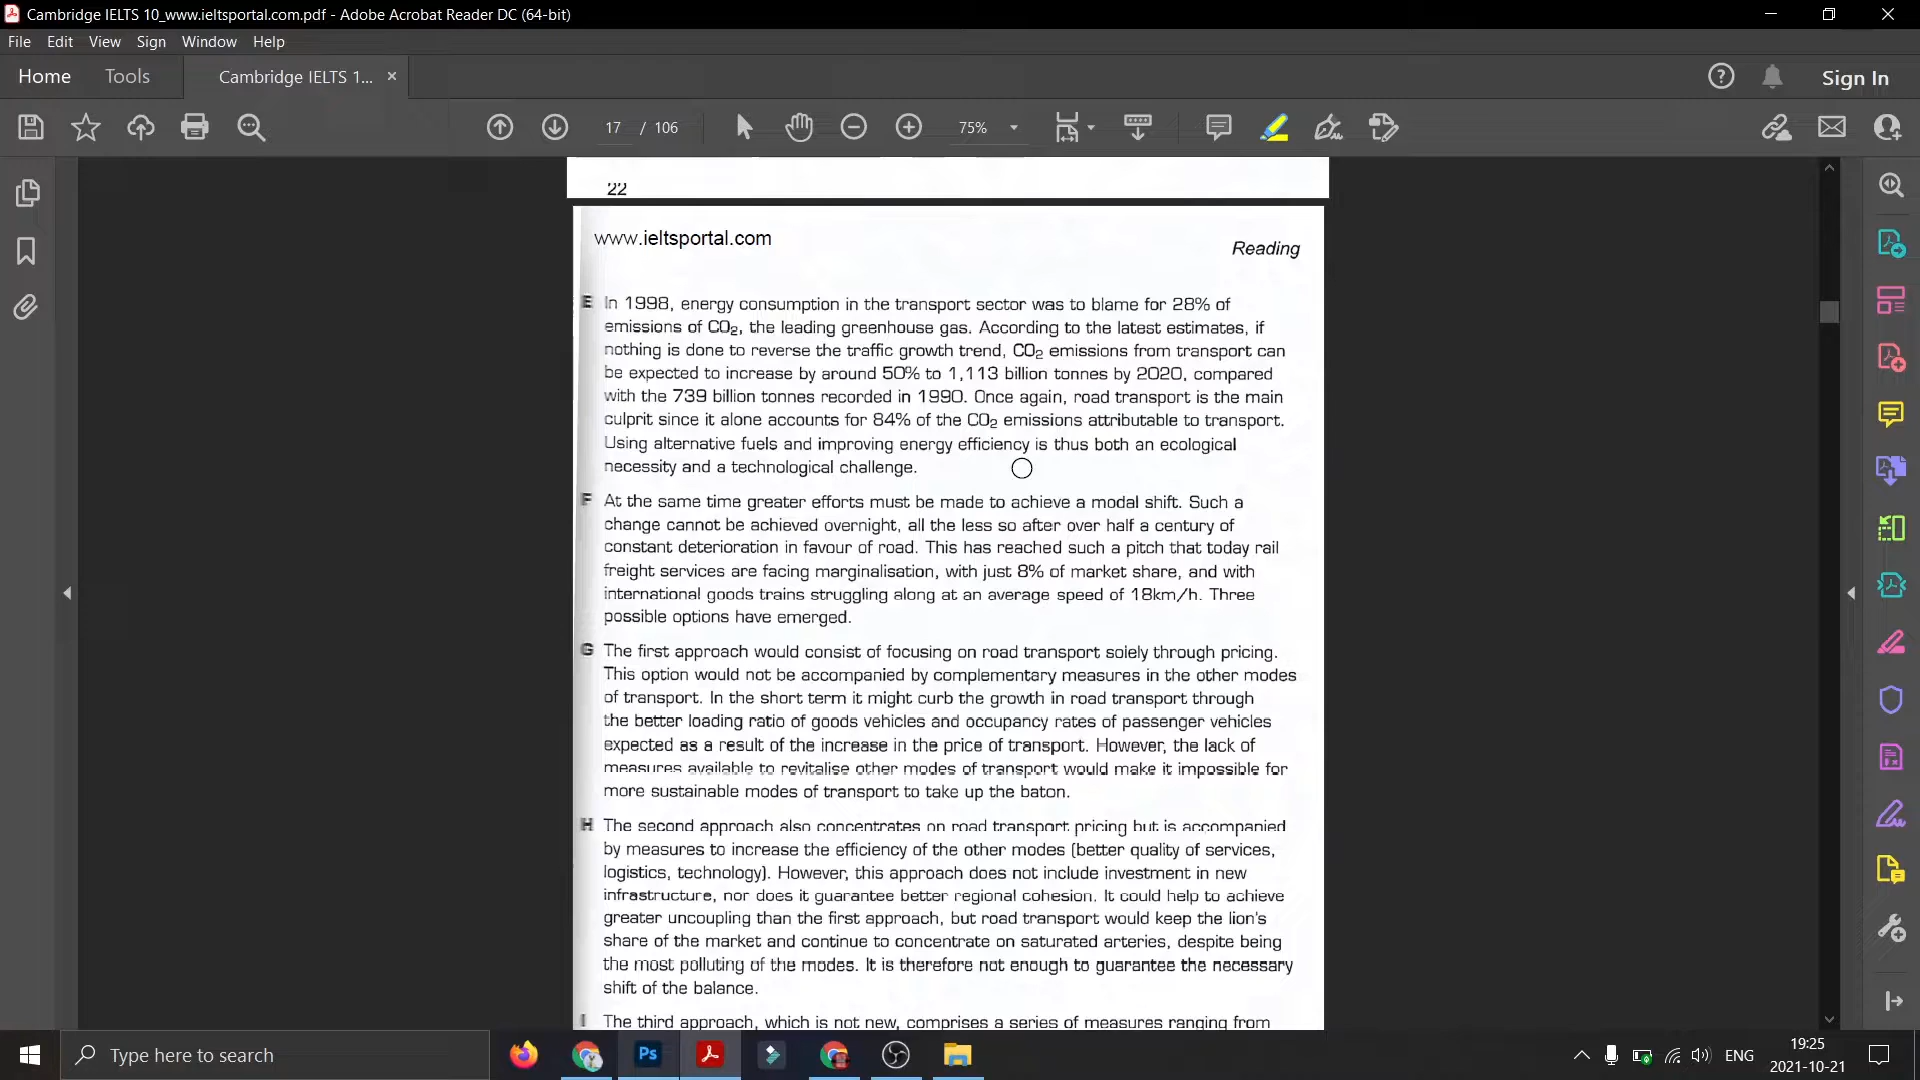 Cambridge IELTS 10_www.ieltsportal.com.pdf - Adobe Acrobat Reader DC (64-bit)
File Edit View Sign Window Help
Home Tools Cambridge IELTS 1... × Sign In
17 / 106 75%
22
www.ieltsportal.com
Reading
E In 1998, energy consumption in the transport sector was to blame for 28% of
emissions of CO₂, the leading greenhouse gas. According to the latest estimates, if
nothing is done to reverse the traffic growth trend, CO₂ emissions from transport can
be expected to increase by around 50% to 1,113 billion tonnes by 2020, compared
with the 739 billion tonnes recorded in 1990. Once again, road transport is the main
culprit since it alone accounts for 84% of the CO₂ emissions attributable to transport.
Using alternative fuels and improving energy efficiency is thus both an ecological
necessity and a technological challenge.
F At the same time greater efforts must be made to achieve a modal shift. Such a
change cannot be achieved overnight, all the less so after over half a century of
constant deterioration in favour of road. This has reached such a pitch that today rail
freight services are facing marginalisation, with just 8% of market share, and with
international goods trains struggling along at an average speed of 18km/h. Three
possible options have emerged.
G The first approach would consist of focusing on road transport solely through pricing.
This option would not be accompanied by complementary measures in the other modes
of transport. In the short term it might curb the growth in road transport through
the better loading ratio of goods vehicles and occupancy rates of passenger vehicles
expected as a result of the increase in the price of transport. However, the lack of
measures available to revitalise other modes of transport would make it impossible for
more sustainable modes of transport to take up the baton.
H The second approach also concentrates on road transport pricing but is accompanied
by measures to increase the efficiency of the other modes (better quality of services,
logistics, technology). However, this approach does not include investment in new
infrastructure, nor does it guarantee better regional cohesion. It could help to achieve
greater uncoupling than the first approach, but road transport would keep the lion's
share of the market and continue to concentrate on saturated arteries, despite being
the most polluting of the modes. It is therefore not enough to guarantee the necessary
shift of the balance.
I The third approach, which is not new, comprises a series of measures ranging from
Type here to search
Ps
ENG
19:25
2021-10-21